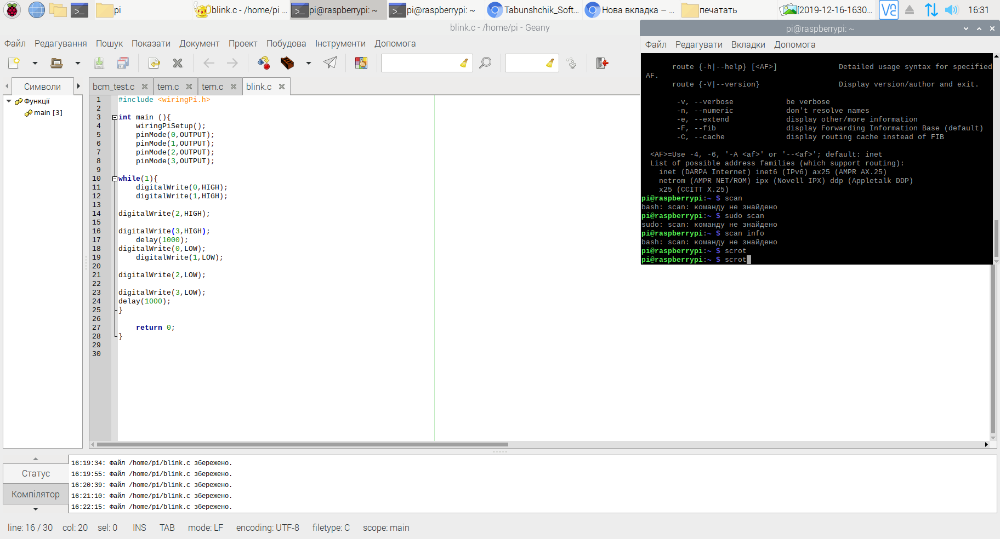 pi
blink.c - /home/pi ...
pi@raspberrypi: ~
pi@raspberrypi: ~
Tabunshchik_Soft...
Нова вкладка – ...
печатать
[2019-12-16-1630...
16:31
blink.c - /home/pi - Geany
Файл Редагування Пошук Показати Документ Проект Побудова Інструменти Допомога
Символи
bcm_test.c tem.c tem.c blink.c
Функції
main [3]
1 #include <wiringPi.h>
2
3 int main (){
4 wiringPiSetup();
5 pinMode(0,OUTPUT);
6 pinMode(1,OUTPUT);
7 pinMode(2,OUTPUT);
8 pinMode(3,OUTPUT);
9
10 while(1){
11 digitalWrite(0,HIGH);
12 digitalWrite(1,HIGH);
13
14 digitalWrite(2,HIGH);
15
16 digitalWrite(3,HIGH);
17 delay(1000);
18 digitalWrite(0,LOW);
19 digitalWrite(1,LOW);
20
21 digitalWrite(2,LOW);
22
23 digitalWrite(3,LOW);
24 delay(1000);
25 }
26
27 return 0;
28 }
29
30
pi@raspberrypi: ~
Файл Редагувати Вкладки Допомога
route {-h|--help} [<AF>] Detailed usage syntax for specified
AF.
route {-V|--version} Display version/author and exit.
-v, --verbose be verbose
-n, --numeric don't resolve names
-e, --extend display other/more information
-F, --fib display Forwarding Information Base (default)
-C, --cache display routing cache instead of FIB
<AF>=Use -4, -6, '-A <af>' or '--<af>'; default: inet
List of possible address families (which support routing):
inet (DARPA Internet) inet6 (IPv6) ax25 (AMPR AX.25)
netrom (AMPR NET/ROM) ipx (Novell IPX) ddp (Appletalk DDP)
x25 (CCITT X.25)
pi@raspberrypi:~ $ scan
bash: scan: команду не знайдено
pi@raspberrypi:~ $ sudo scan
sudo: scan: команду не знайдено
pi@raspberrypi:~ $ scan info
bash: scan: команду не знайдено
pi@raspberrypi:~ $ scrot
pi@raspberrypi:~ $ scrot
Статус
Компілятор
16:19:34: Файл /home/pi/blink.c збережено.
16:19:55: Файл /home/pi/blink.c збережено.
16:20:39: Файл /home/pi/blink.c збережено.
16:21:10: Файл /home/pi/blink.c збережено.
16:22:15: Файл /home/pi/blink.c збережено.
line: 16 / 30 col: 20 sel: 0 INS TAB mode: LF encoding: UTF-8 filetype: C scope: main